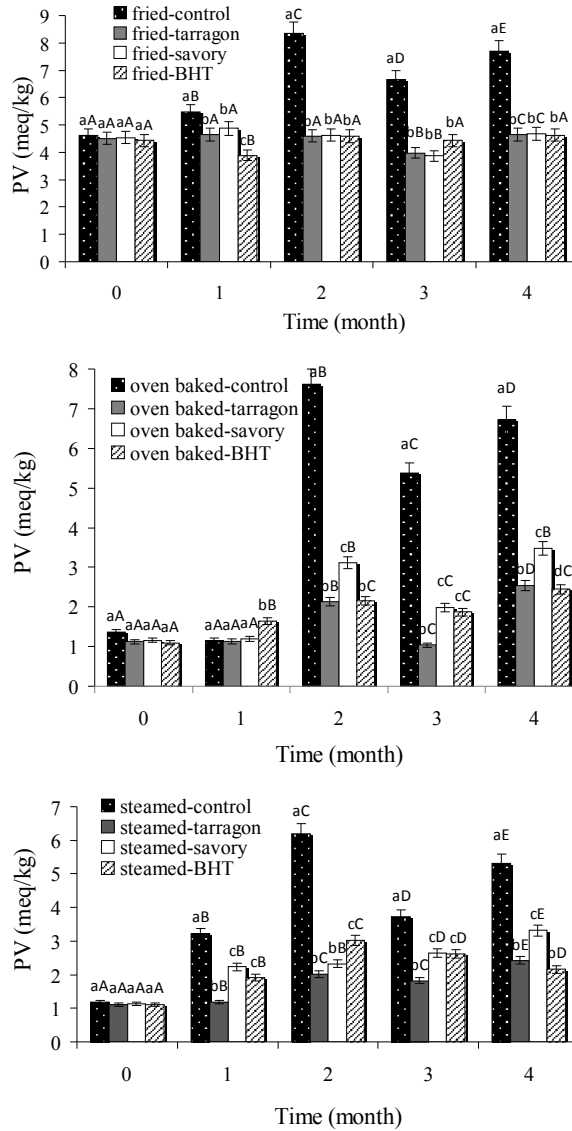 9
8
7
6
5
4
3
2
1
0
PV (meq/kg)
fried-control
fried-tarragon
fried-savory
fried-BHT
aA aA aA aA
aB bA bA cB
aC bA bA bA
aD bB bB bA
aE bC bC bA
0 1 2 3 4
Time (month)
8
7
6
5
4
3
2
1
0
PV (meq/kg)
oven baked-control
oven baked-tarragon
oven baked-savory
oven baked-BHT
aA aA aA aA
aA aA aA bB
aB bB cB bC
aC bC cC cC
aD bD cB dC
0 1 2 3 4
Time (month)
7
6
5
4
3
2
1
0
PV (meq/kg)
steamed-control
steamed-tarragon
steamed-savory
steamed-BHT
aA aA aA aA
aB bB cB cB
aC bC bB cC
aD bC cD cD
aE bE cE bD
0 1 2 3 4
Time (month)